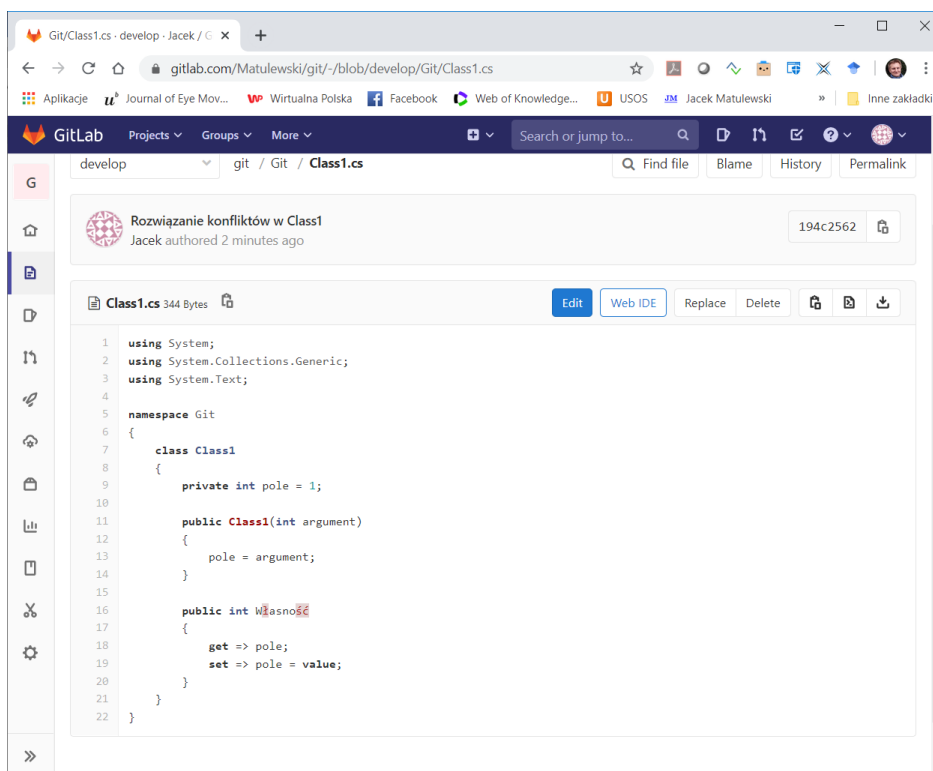 Git/Class1.cs · develop · Jacek / G
gitlab.com/Matulewski/git/-/blob/develop/Git/Class1.cs
Aplikacje Journal of Eye Mov... Wirtualna Polska Facebook Web of Knowledge... USOS JM Jacek Matulewski » Inne zakładki
GitLab Projects Groups More Search or jump to...
develop git / Git / Class1.cs Find file Blame History Permalink
G
Rozwiązanie konfliktów w Class1
Jacek authored 2 minutes ago
194c2562
Class1.cs 344 Bytes Edit Web IDE Replace Delete
1 using System;
2 using System.Collections.Generic;
3 using System.Text;
4
5 namespace Git
6 {
7 class Class1
8 {
9 private int pole = 1;
10
11 public Class1(int argument)
12 {
13 pole = argument;
14 }
15
16 public int Własność
17 {
18 get => pole;
19 set => pole = value;
20 }
21 }
22 }